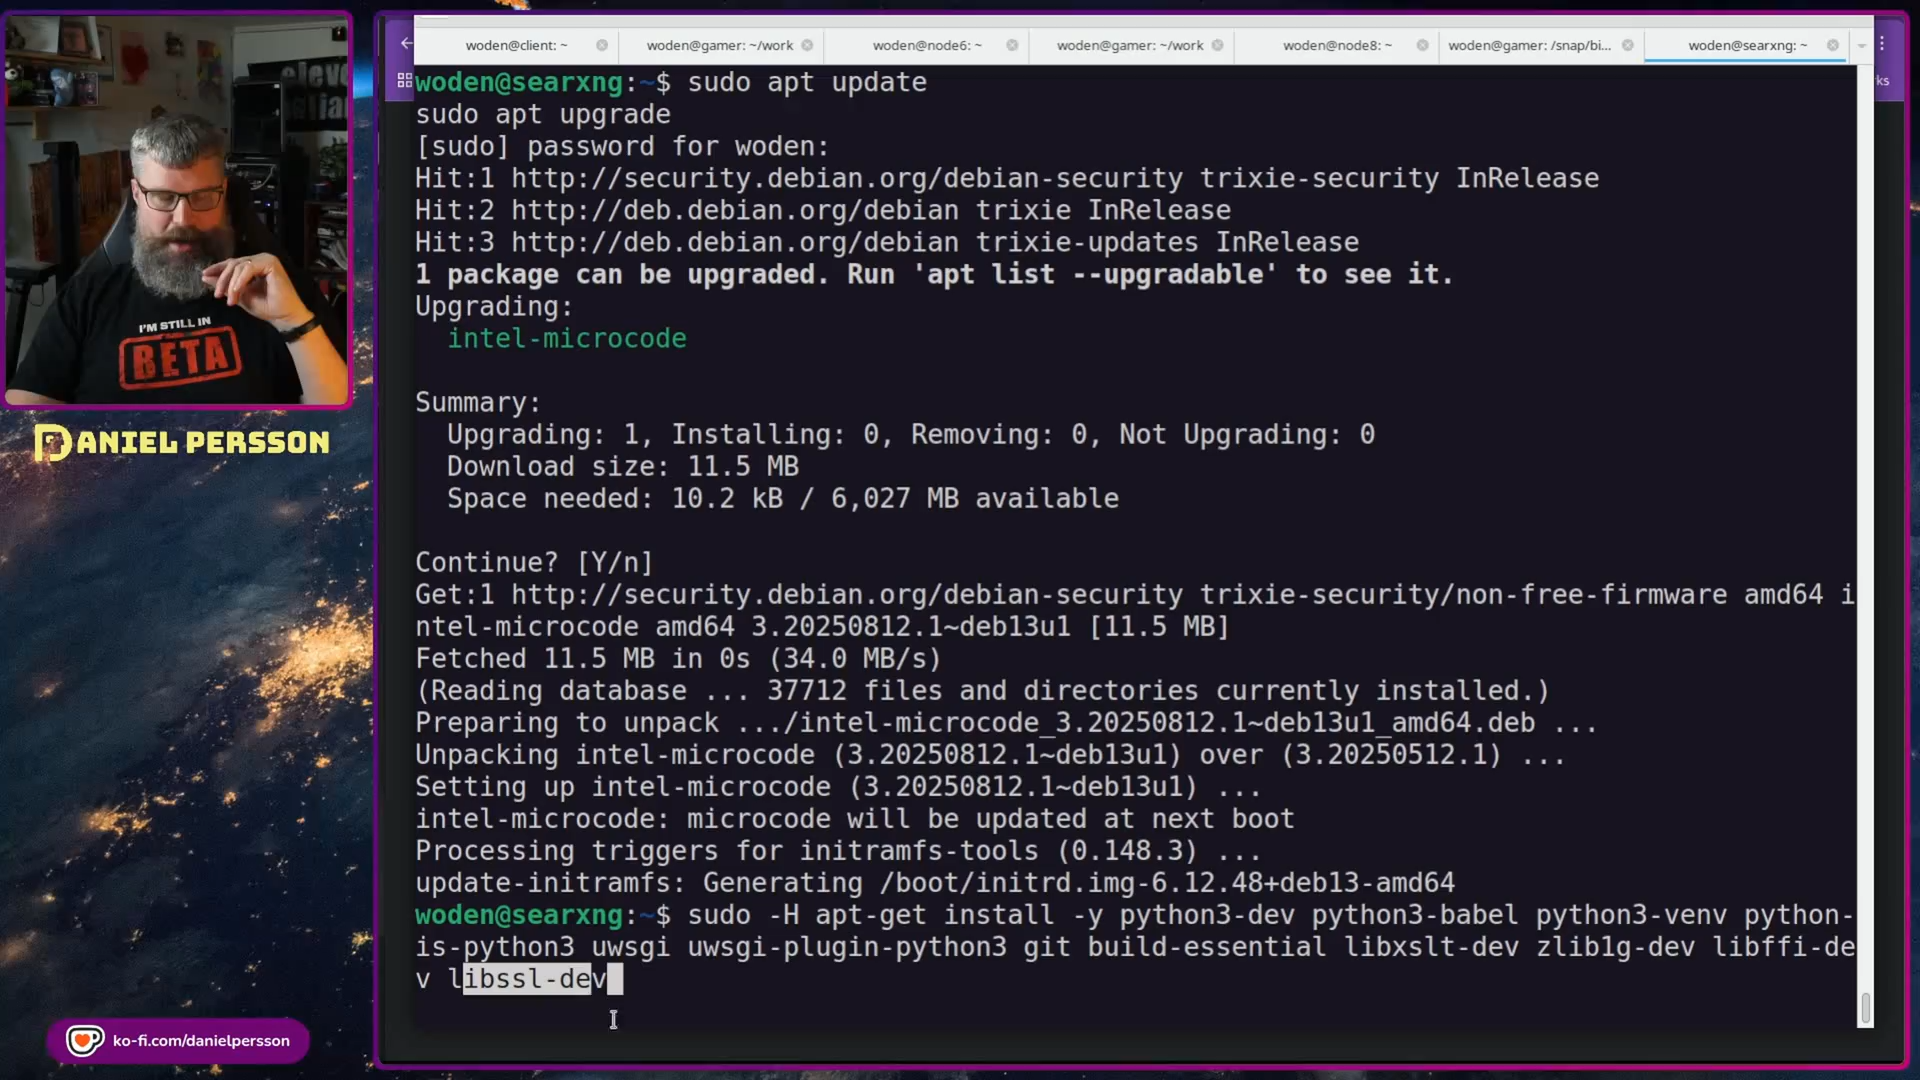 woden@client: ~
woden@gamer: ~/work
woden@node6: ~
woden@gamer: ~/work
woden@node8: ~
woden@gamer: /snap/bi...
woden@searxng: ~
ks
woden@searxng:~$ sudo apt update
sudo apt upgrade
[sudo] password for woden:
Hit:1 http://security.debian.org/debian-security trixie-security InRelease
Hit:2 http://deb.debian.org/debian trixie InRelease
Hit:3 http://deb.debian.org/debian trixie-updates InRelease
1 package can be upgraded. Run 'apt list --upgradable' to see it.
Upgrading:
intel-microcode
Summary:
Upgrading: 1, Installing: 0, Removing: 0, Not Upgrading: 0
Download size: 11.5 MB
Space needed: 10.2 kB / 6,027 MB available
Continue? [Y/n]
Get:1 http://security.debian.org/debian-security trixie-security/non-free-firmware amd64 i
ntel-microcode amd64 3.20250812.1~deb13u1 [11.5 MB]
Fetched 11.5 MB in 0s (34.0 MB/s)
(Reading database ... 37712 files and directories currently installed.)
Preparing to unpack .../intel-microcode_3.20250812.1~deb13u1_amd64.deb ...
Unpacking intel-microcode (3.20250812.1~deb13u1) over (3.20250512.1) ...
Setting up intel-microcode (3.20250812.1~deb13u1) ...
intel-microcode: microcode will be updated at next boot
Processing triggers for initramfs-tools (0.148.3) ...
update-initramfs: Generating /boot/initrd.img-6.12.48+deb13-amd64
woden@searxng:~$ sudo -H apt-get install -y python3-dev python3-babel python3-venv python-
is-python3 uwsgi uwsgi-plugin-python3 git build-essential libxslt-dev zlib1g-dev libffi-de
v libssl-dev
I'M STILL IN
BETA
DANIEL PERSSON
ko-fi.com/danielpersson